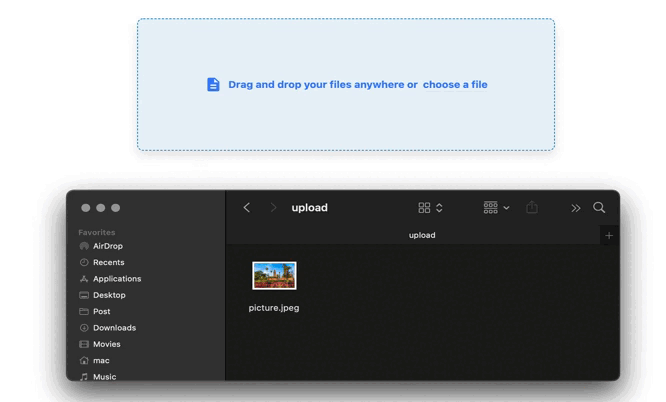 Drag and drop your files anywhere or choose a file
upload
Favorites
AirDrop
Recents
Applications
Desktop
Post
Downloads
Movies
mac
Music
upload
picture.jpeg